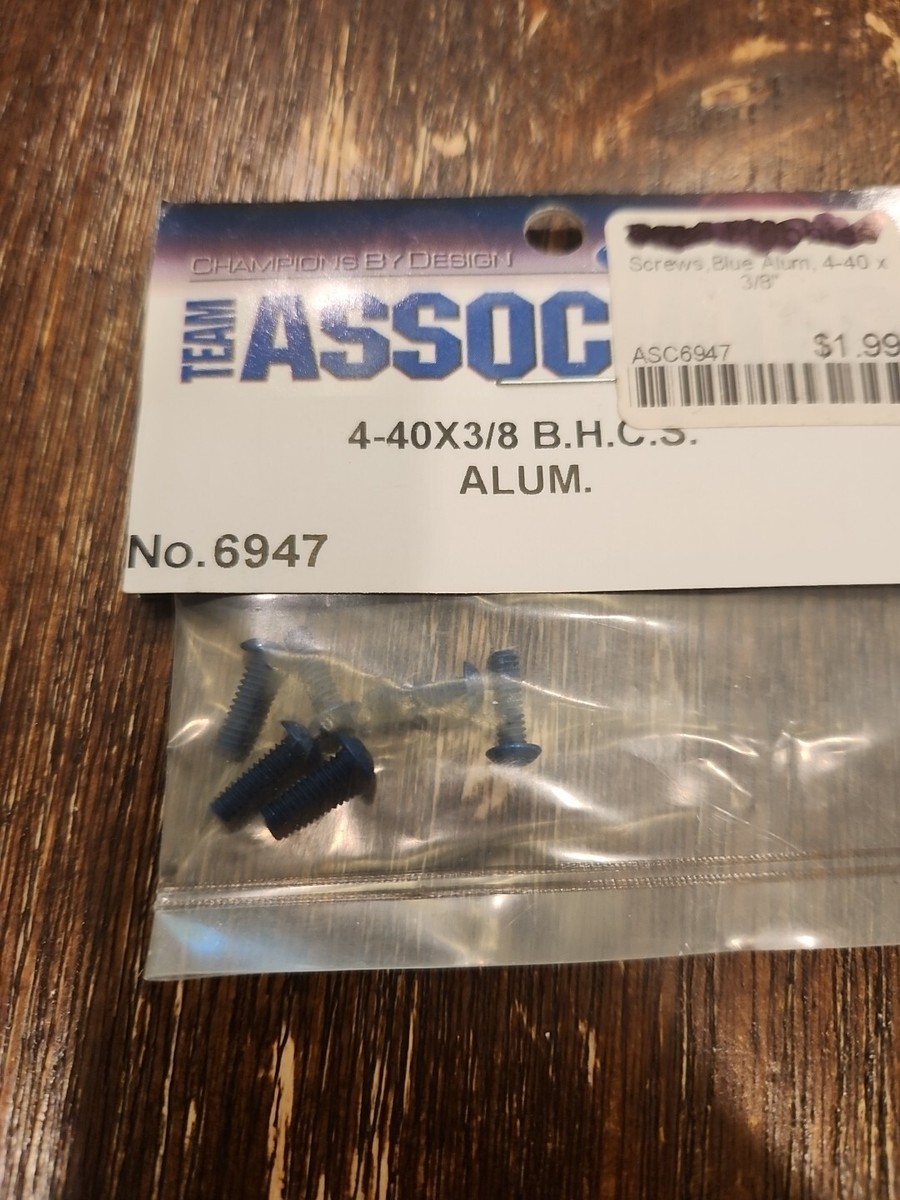 CHAMPIONS BY DESIGN
TEAM
ASSOC
Screws,Blue Alum, 4-40 x
3/8"
ASC6947 $1.99
4-40X3/8 B.H.C.S.
ALUM.
No.6947